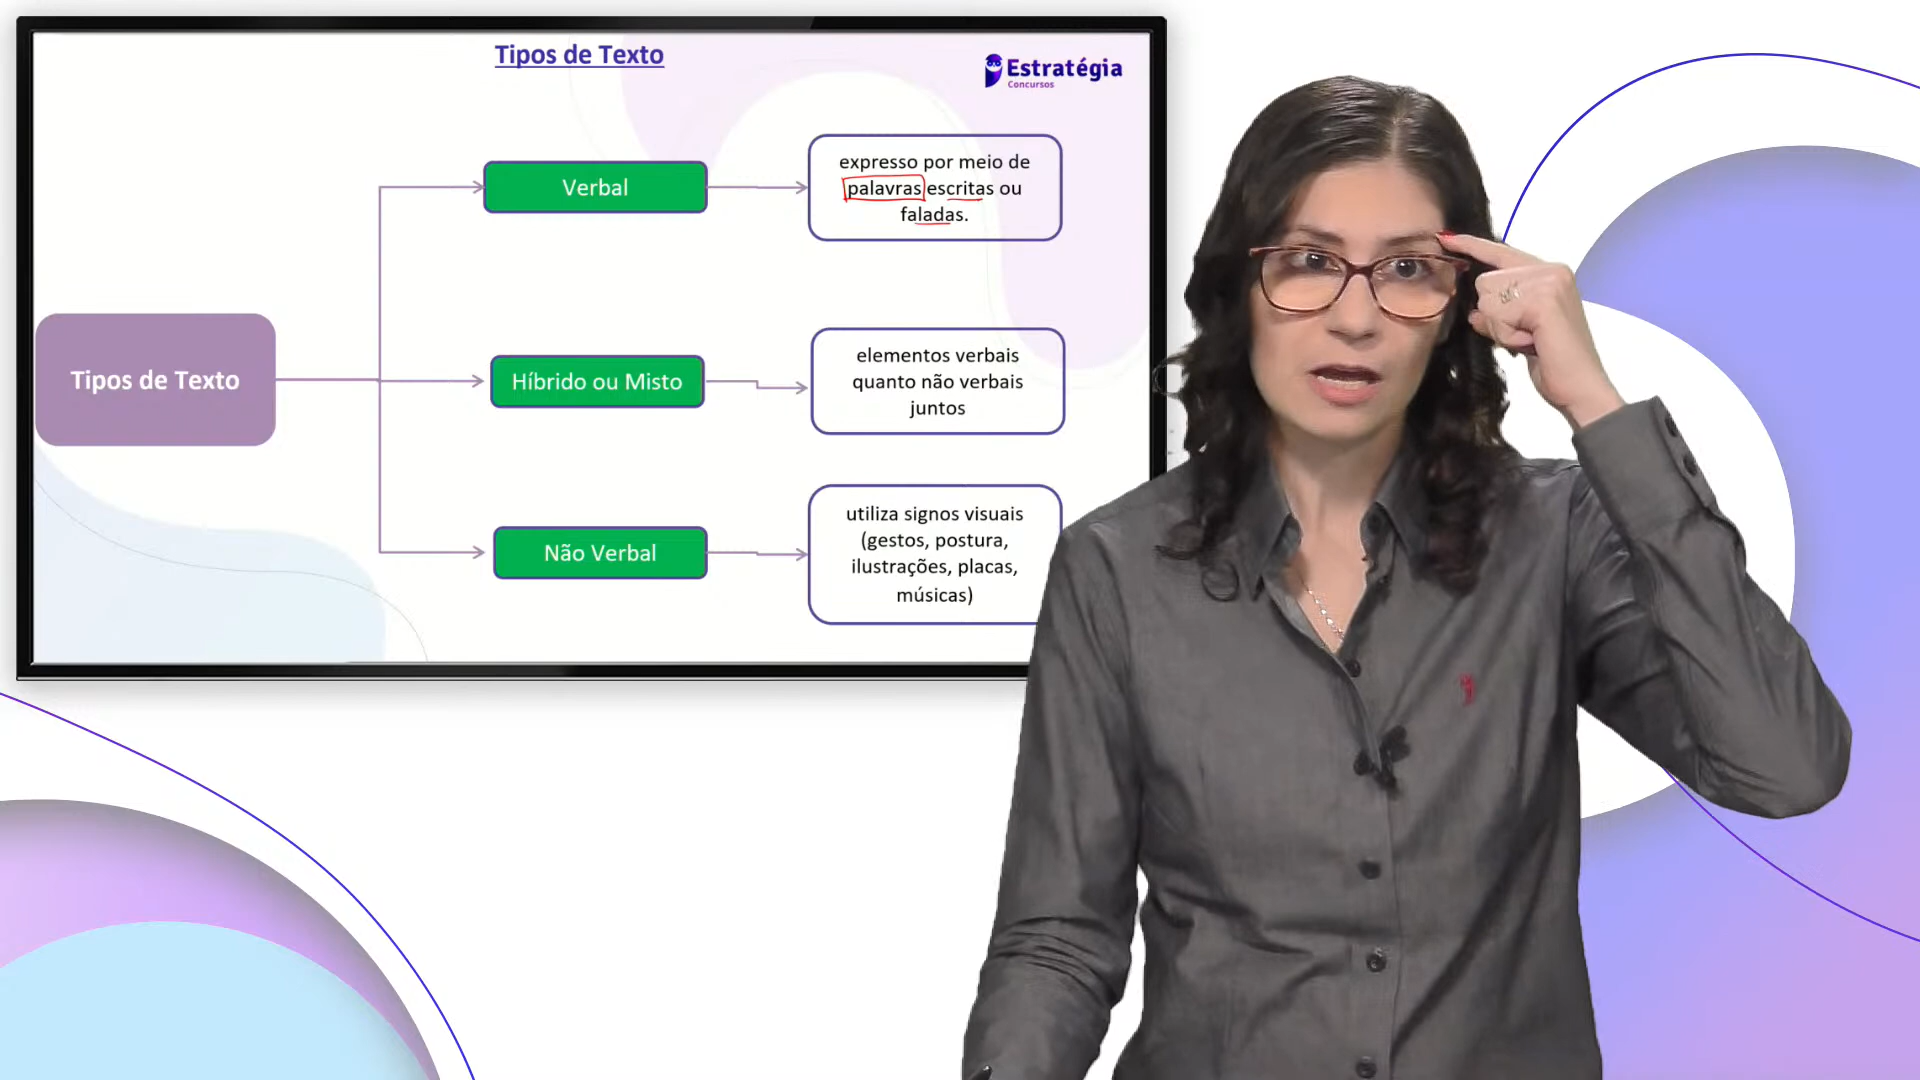 Tipos de Texto
Estratégia
Concursos
Tipos de Texto
Verbal
expresso por meio de
palavras escritas ou
faladas.
Híbrido ou Misto
elementos verbais
quanto não verbais
juntos
Não Verbal
utiliza signos visuais
(gestos, postura,
ilustrações, placas,
músicas)